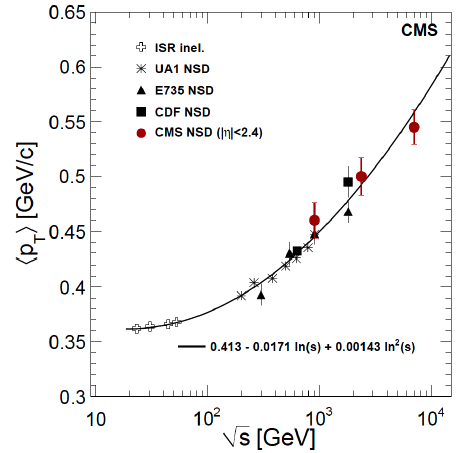 CMS
ISR inel.
UA1 NSD
E735 NSD
CDF NSD
CMS NSD (|η|<2.4)
0.413 - 0.0171 ln(s) + 0.00143 ln²(s)
⟨p_T⟩ [GeV/c]
0.65
0.6
0.55
0.5
0.45
0.4
0.35
0.3
10 10² 10³ 10⁴
√s [GeV]